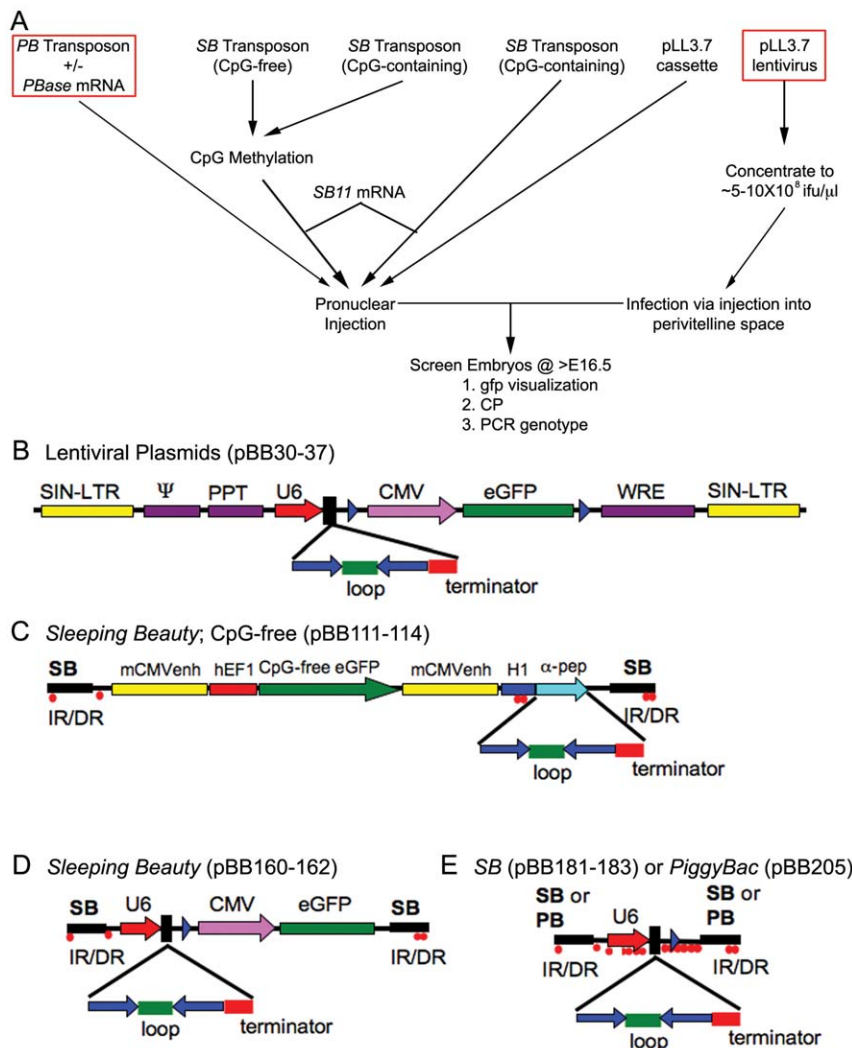 A
PB Transposon
+/-
PBase mRNA
SB Transposon
(CpG-free)
SB Transposon
(CpG-containing)
SB Transposon
(CpG-containing)
pLL3.7
cassette
pLL3.7
lentivirus
CpG Methylation
SB11 mRNA
Concentrate to
~5-10X10⁸ ifu/µl
Pronuclear
Injection
Infection via injection into
perivitelline space
Screen Embryos @ >E16.5
1. gfp visualization
2. CP
3. PCR genotype
B Lentiviral Plasmids (pBB30-37)
SIN-LTR Ψ PPT U6 CMV eGFP WRE SIN-LTR
loop terminator
C Sleeping Beauty; CpG-free (pBB111-114)
SB mCMVenh hEF1 CpG-free eGFP mCMVenh H1 α-pep SB
IR/DR IR/DR
loop terminator
D Sleeping Beauty (pBB160-162)
SB U6 CMV eGFP SB
IR/DR IR/DR
loop terminator
E SB (pBB181-183) or PiggyBac (pBB205)
SB or
PB
U6
SB or
PB
IR/DR IR/DR
loop terminator